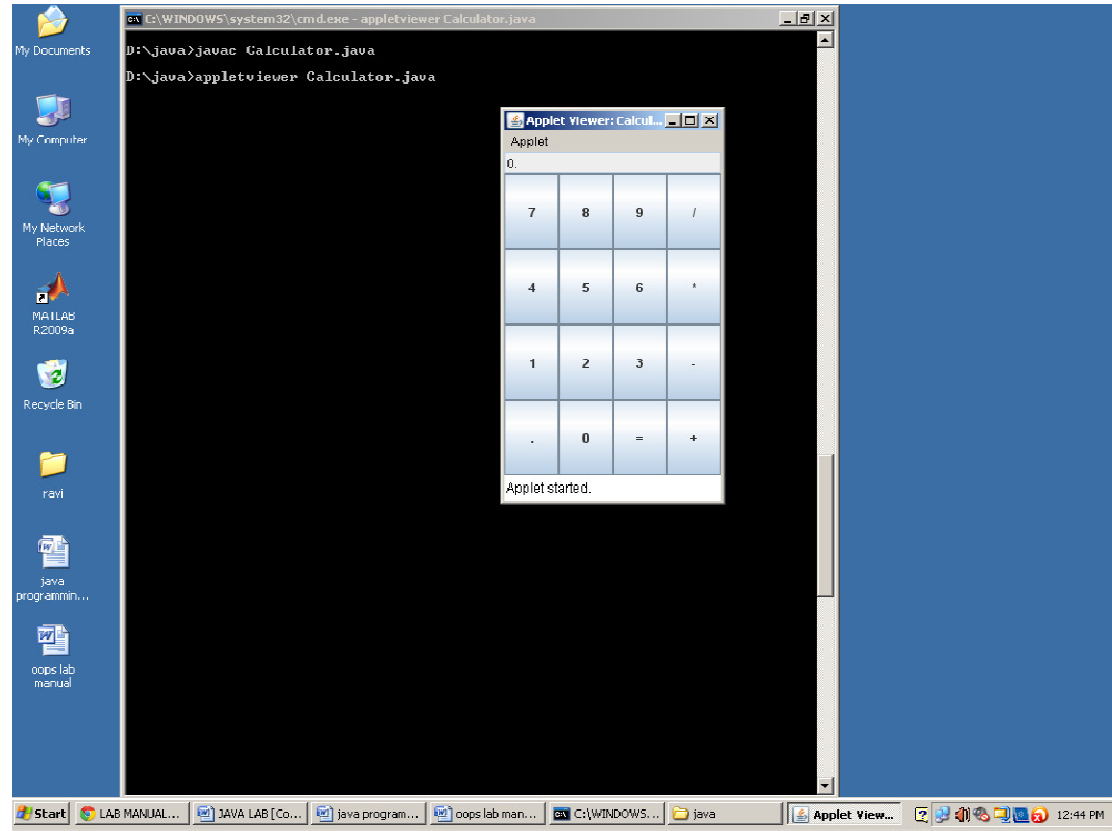 C:\WINDOWS\system32\cmd.exe - appletviewer Calculator.java
D:\java>javac Calculator.java
D:\java>appletviewer Calculator.java
My Documents
My Computer
My Network
Places
MATLAB
R2009a
Recycle Bin
ravi
java
programmin...
oops lab
manual
Applet Viewer: Calcul...
Applet
0.
7 8 9 /
4 5 6 *
1 2 3 -
. 0 = +
Applet started.
Start
LAB MANUAL...
JAVA LAB [Co...
java program...
oops lab man...
C:\WINDOWS...
java
Applet View...
12:44 PM